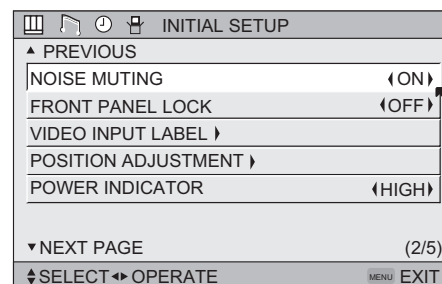 INITIAL SETUP
▲ PREVIOUS
NOISE MUTING ON
FRONT PANEL LOCK OFF
VIDEO INPUT LABEL
POSITION ADJUSTMENT
POWER INDICATOR HIGH
▼ NEXT PAGE (2/5)
SELECT OPERATE MENU EXIT